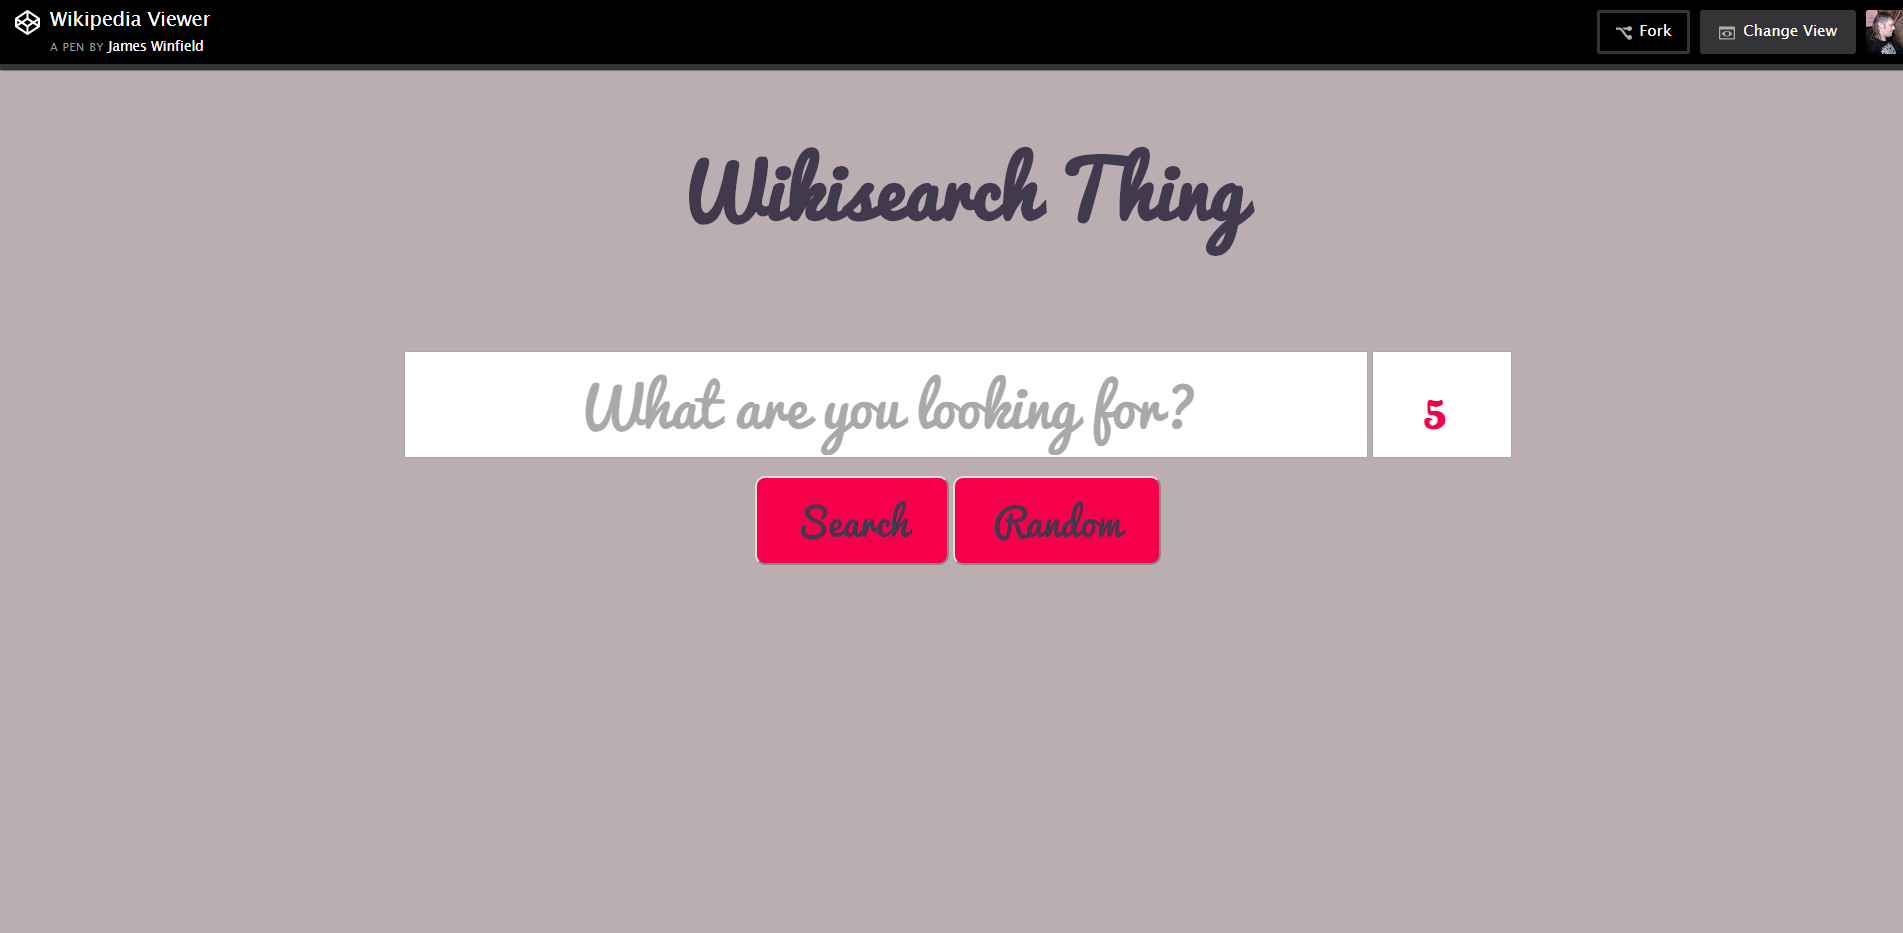 Wikipedia Viewer
A PEN BY James Winfield
Fork
Change View
Wikisearch Thing
What are you looking for?
5
Search
Random